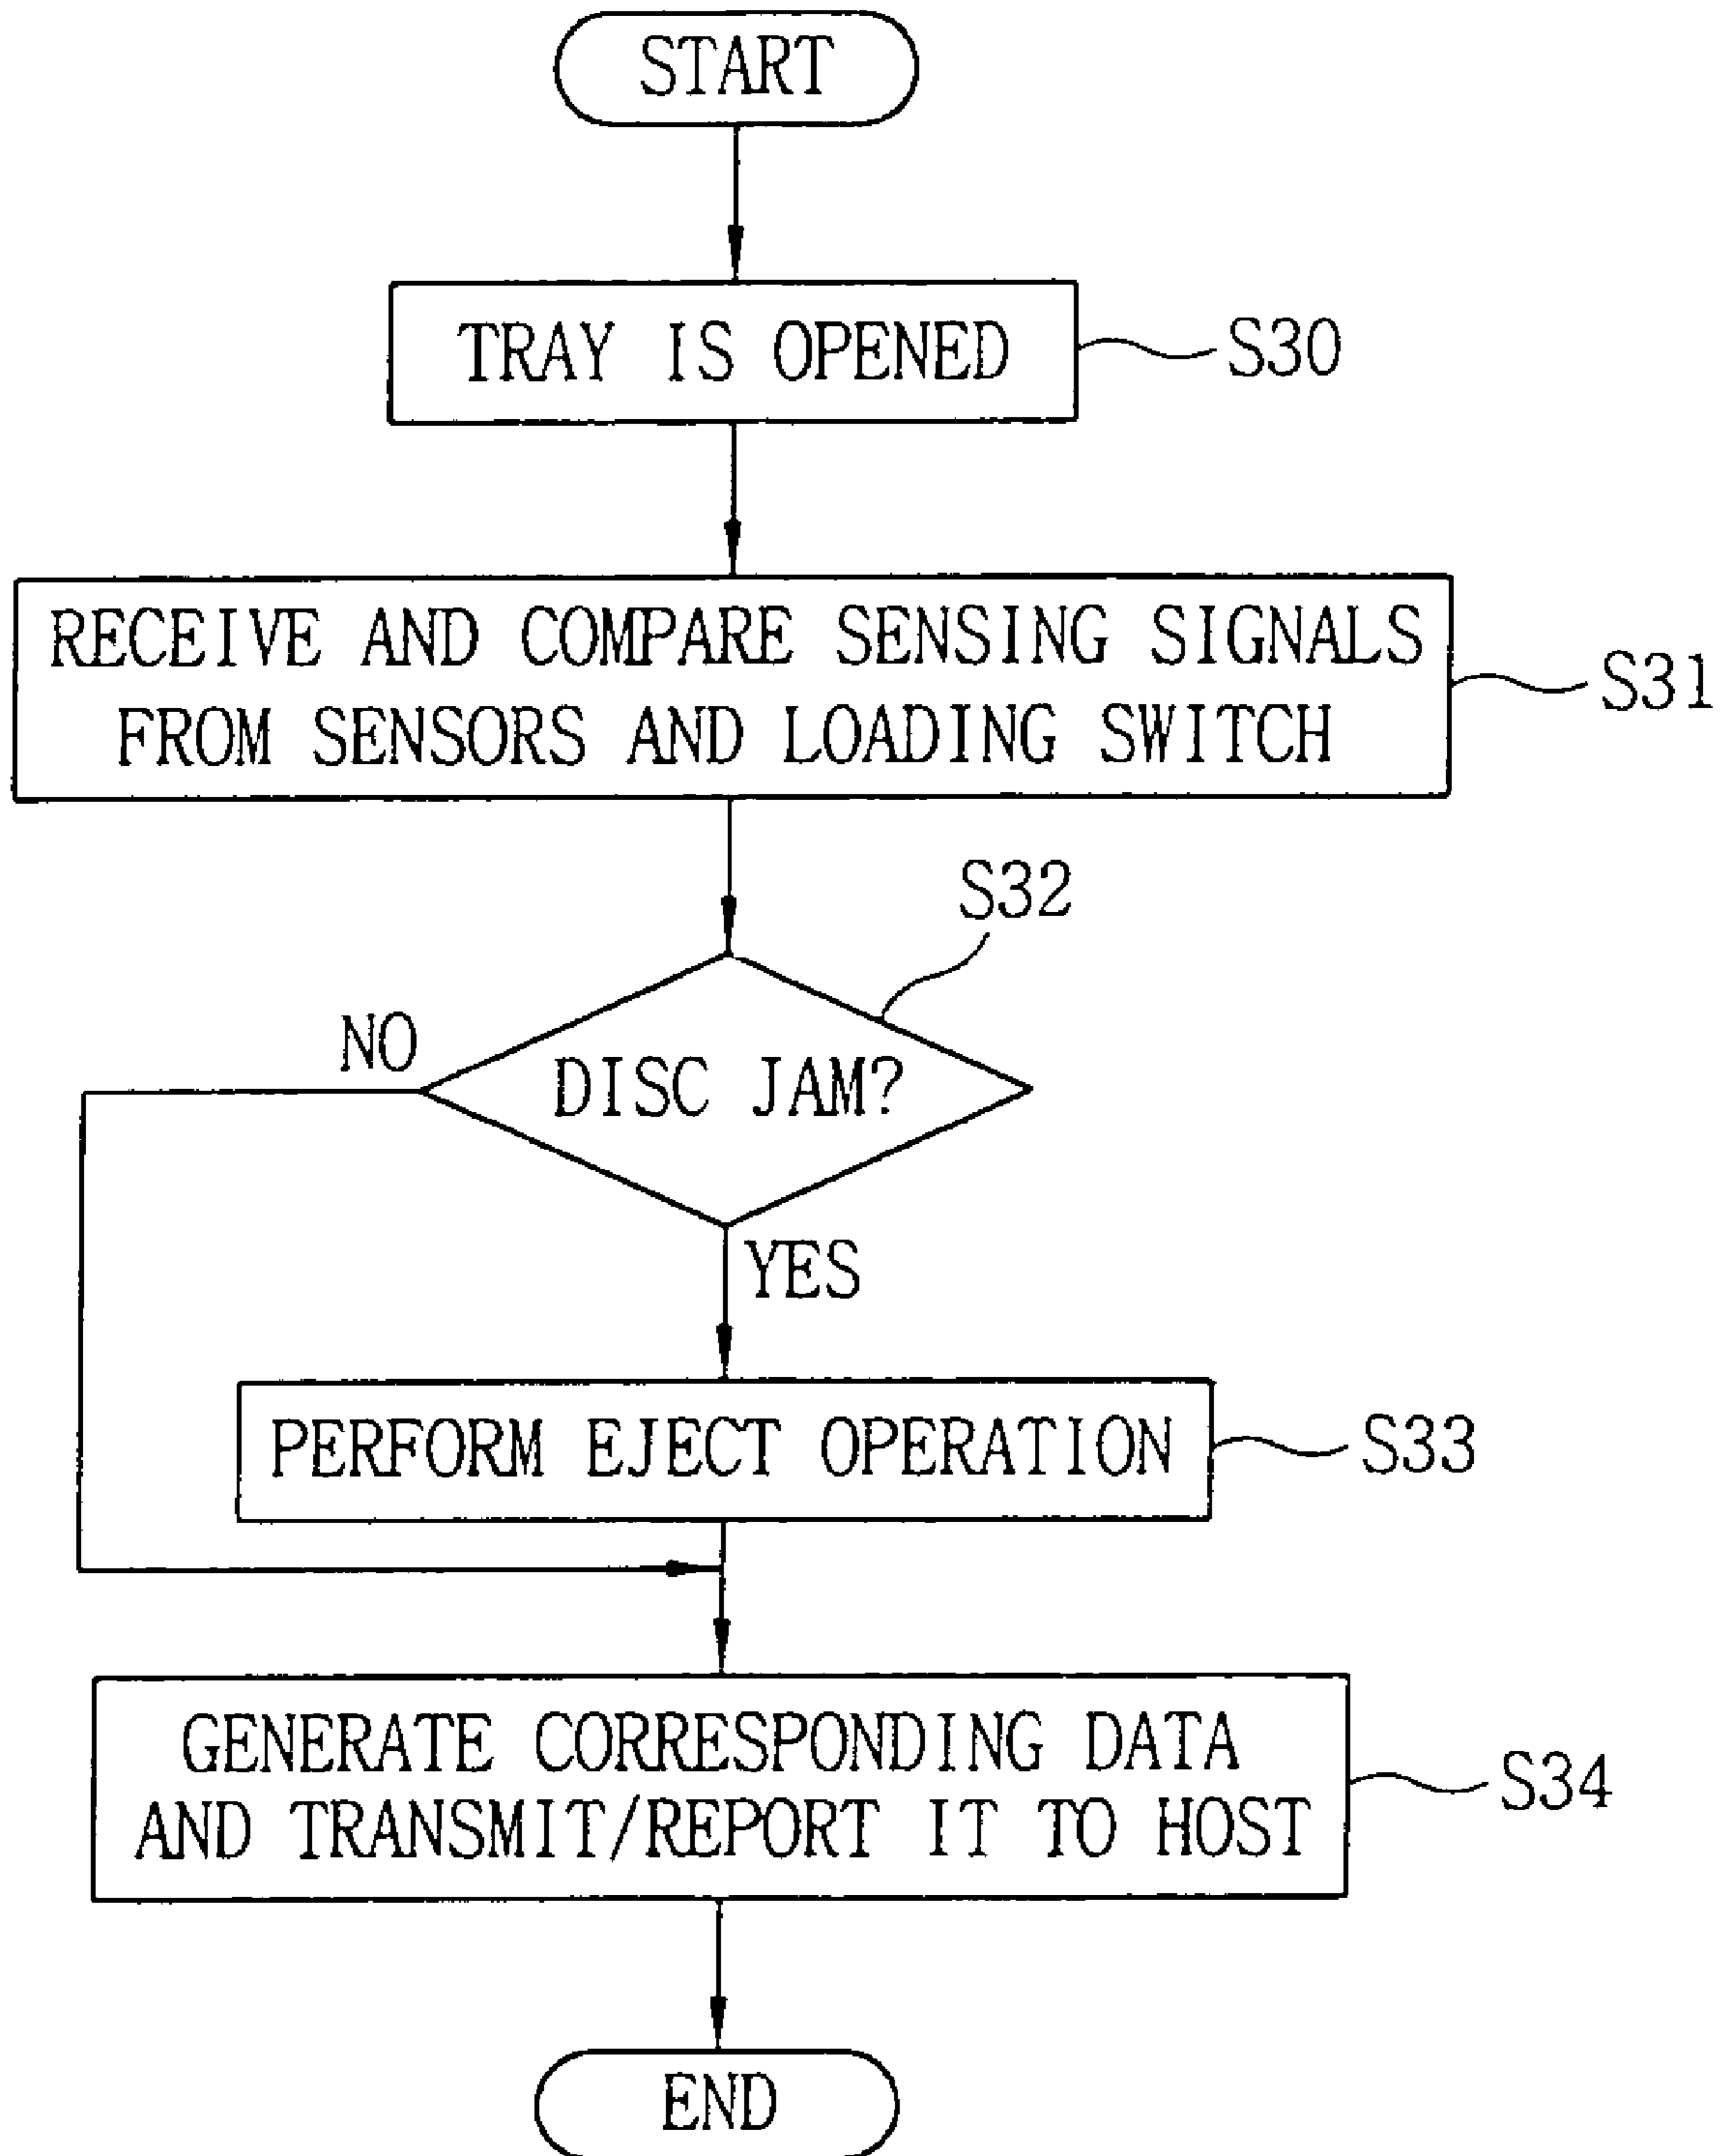 START
TRAY IS OPENED
S30
RECEIVE AND COMPARE SENSING SIGNALS
FROM SENSORS AND LOADING SWITCH
S31
S32
NO
DISC JAM?
YES
PERFORM EJECT OPERATION
S33
GENERATE CORRESPONDING DATA
AND TRANSMIT/REPORT IT TO HOST
S34
END